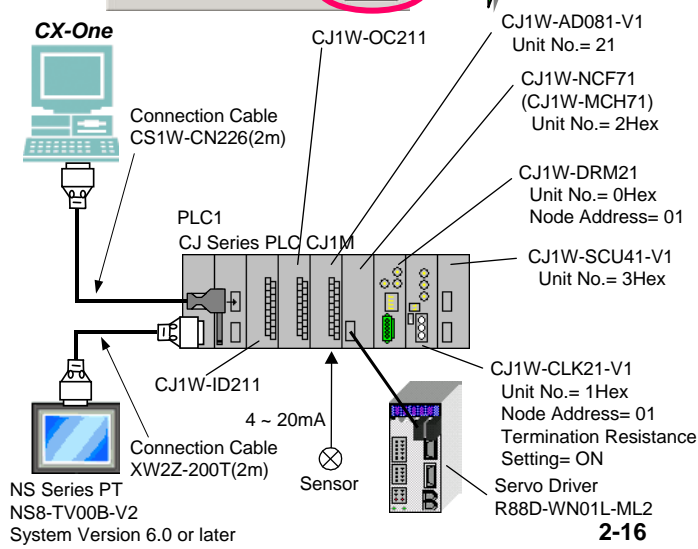 CX-One
CJ1W-OC211
CJ1W-AD081-V1
Unit No.= 21
CJ1W-NCF71
(CJ1W-MCH71)
Unit No.= 2Hex
Connection Cable
CS1W-CN226(2m)
CJ1W-DRM21
Unit No.= 0Hex
Node Address= 01
PLC1
CJ Series PLC CJ1M
CJ1W-SCU41-V1
Unit No.= 3Hex
CJ1W-ID211
CJ1W-CLK21-V1
Unit No.= 1Hex
Node Address= 01
Termination Resistance
Setting= ON
4 ~ 20mA
Sensor
Connection Cable
XW2Z-200T(2m)
Servo Driver
R88D-WN01L-ML2
NS Series PT
NS8-TV00B-V2
System Version 6.0 or later
2-16